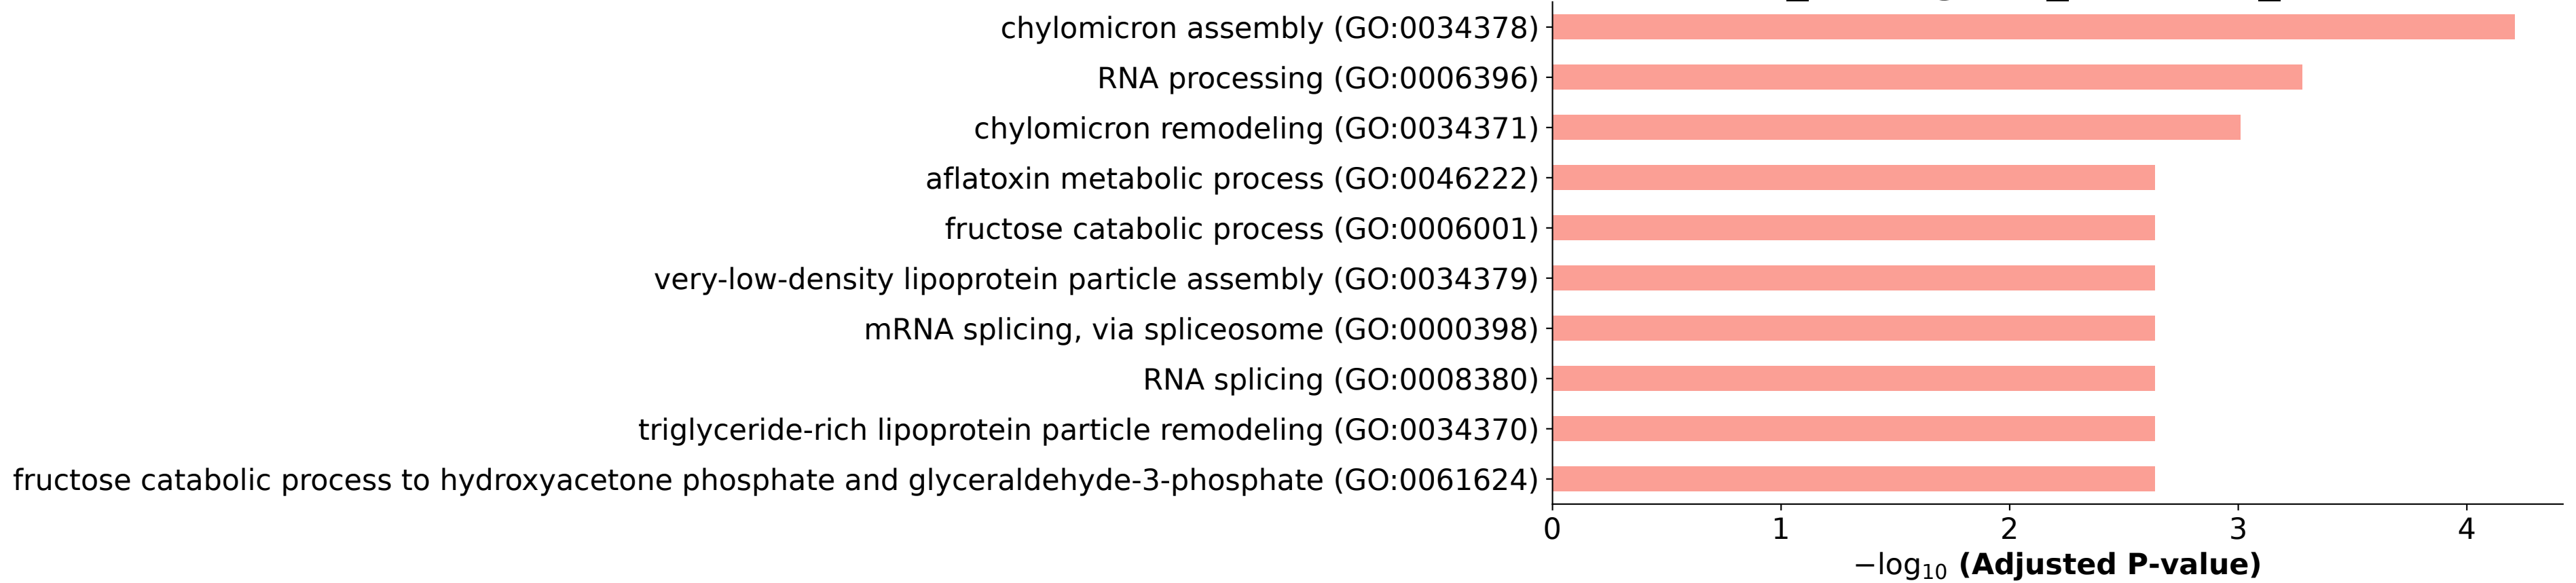 chylomicron assembly (GO:0034378)
RNA processing (GO:0006396)
chylomicron remodeling (GO:0034371)
aflatoxin metabolic process (GO:0046222)
fructose catabolic process (GO:0006001)
very-low-density lipoprotein particle assembly (GO:0034379)
mRNA splicing, via spliceosome (GO:0000398)
RNA splicing (GO:0008380)
triglyceride-rich lipoprotein particle remodeling (GO:0034370)
fructose catabolic process to hydroxyacetone phosphate and glyceraldehyde-3-phosphate (GO:0061624)
0 1 2 3 4
−log₁₀ (Adjusted P-value)